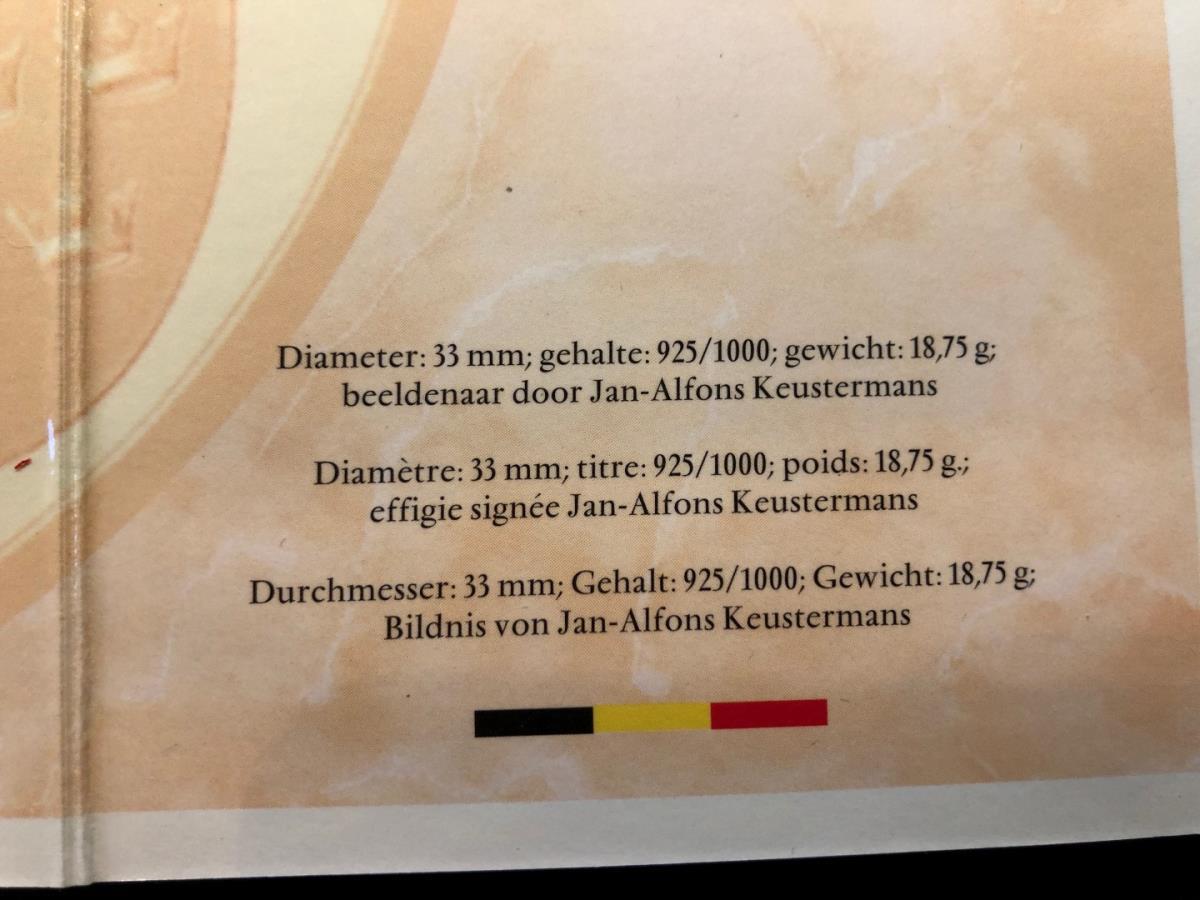 Diameter: 33 mm; gehalte: 925/1000; gewicht: 18,75 g;
beeldenaar door Jan-Alfons Keustermans
Diamètre: 33 mm; titre: 925/1000; poids: 18,75 g.;
effigie signée Jan-Alfons Keustermans
Durchmesser: 33 mm; Gehalt: 925/1000; Gewicht: 18,75 g;
Bildnis von Jan-Alfons Keustermans